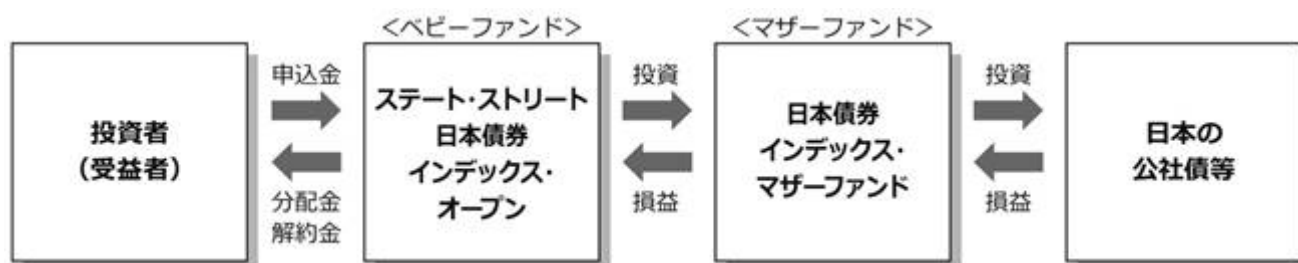 <ベビーファンド>
<マザーファンド>
投資者
(受益者)
申込金
分配金
解約金
ステート・ストリート
日本債券
インデックス・
オープン
投資
損益
日本債券
インデックス・
マザーファンド
投資
損益
日本の
公社債等